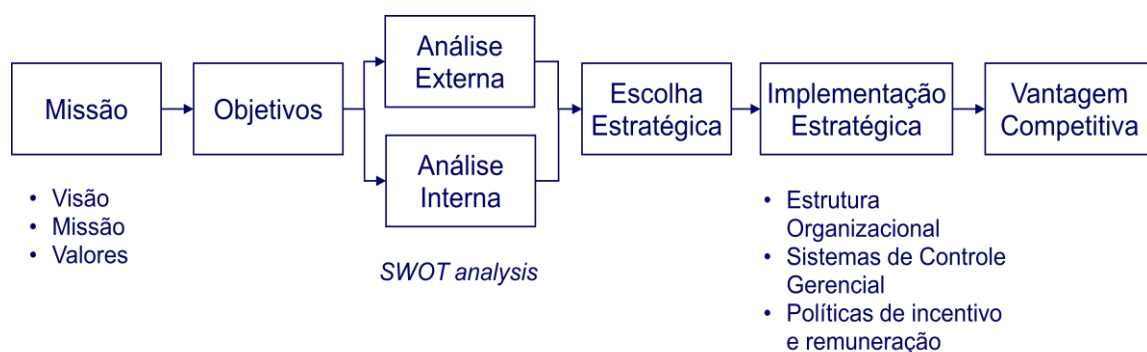 Missão
Objetivos
Análise
Externa
Análise
Interna
Escolha
Estratégica
Implementação
Estratégica
Vantagem
Competitiva
• Visão
• Missão
• Valores
SWOT analysis
• Estrutura
Organizacional
• Sistemas de Controle
Gerencial
• Políticas de incentivo
e remuneração